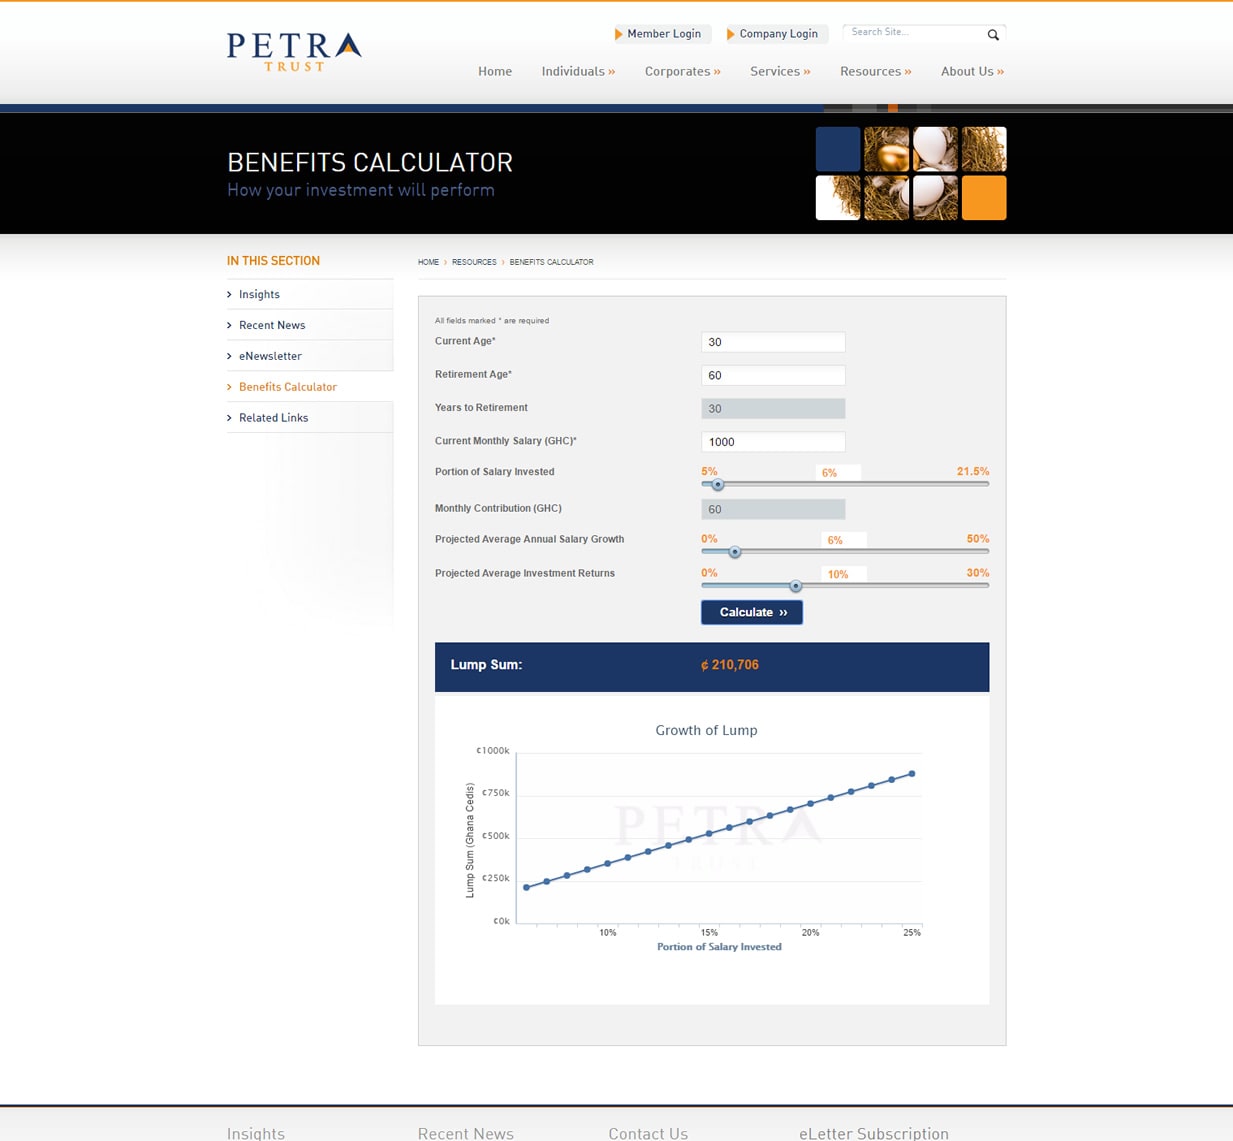 PETRA
TRUST
Member Login
Company Login
Search Site...
Home
Individuals »
Corporates »
Services »
Resources »
About Us »
BENEFITS CALCULATOR
How your investment will perform
IN THIS SECTION
Insights
Recent News
eNewsletter
Benefits Calculator
Related Links
HOME › RESOURCES › BENEFITS CALCULATOR
All fields marked * are required
Current Age* 30
Retirement Age* 60
Years to Retirement 30
Current Monthly Salary (GHC)* 1000
Portion of Salary Invested 5% 6% 21.5%
Monthly Contribution (GHC) 60
Projected Average Annual Salary Growth 0% 6% 50%
Projected Average Investment Returns 0% 10% 30%
Calculate »
Lump Sum: ¢ 210,706
Growth of Lump
Lump Sum (Ghana Cedis)
¢1000k
¢750k
¢500k
¢250k
¢0k
PETRA
TRUST
10% 15% 20% 25%
Portion of Salary Invested
Insights
Recent News
Contact Us
eLetter Subscription